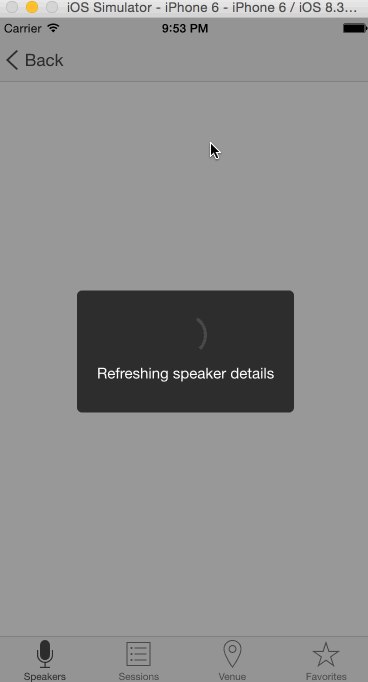 iOS Simulator - iPhone 6 - iPhone 6 / iOS 8.3...
Carrier 9:53 PM
Back
Refreshing speaker details
Speakers Sessions Venue Favorites